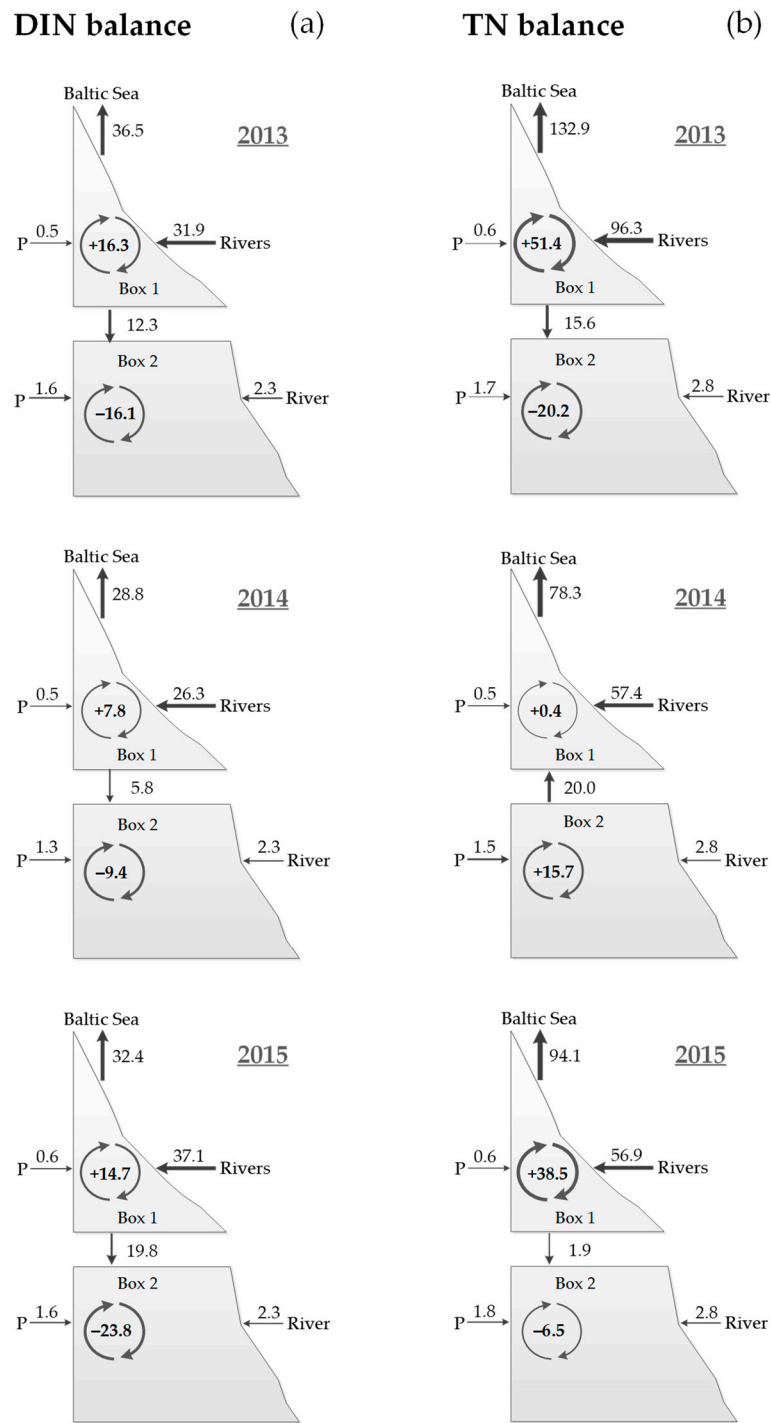 DIN balance (a) TN balance (b)
Baltic Sea Baltic Sea
36.5 2013 132.9 2013
0.5 31.9 0.6 96.3
P +16.3 Rivers P +51.4 Rivers
Box 1 Box 1
12.3 15.6
Box 2 Box 2
1.6 2.3 1.7 2.8
P −16.1 River P −20.2 River
Baltic Sea Baltic Sea
28.8 2014 78.3 2014
0.5 26.3 0.5 57.4
P +7.8 Rivers P +0.4 Rivers
Box 1 Box 1
5.8 20.0
Box 2 Box 2
1.3 2.3 1.5 2.8
P −9.4 River P +15.7 River
Baltic Sea Baltic Sea
32.4 2015 94.1 2015
0.6 37.1 0.6 56.9
P +14.7 Rivers P +38.5 Rivers
Box 1 Box 1
19.8 1.9
Box 2 Box 2
1.6 2.3 1.8 2.8
P −23.8 River P −6.5 River